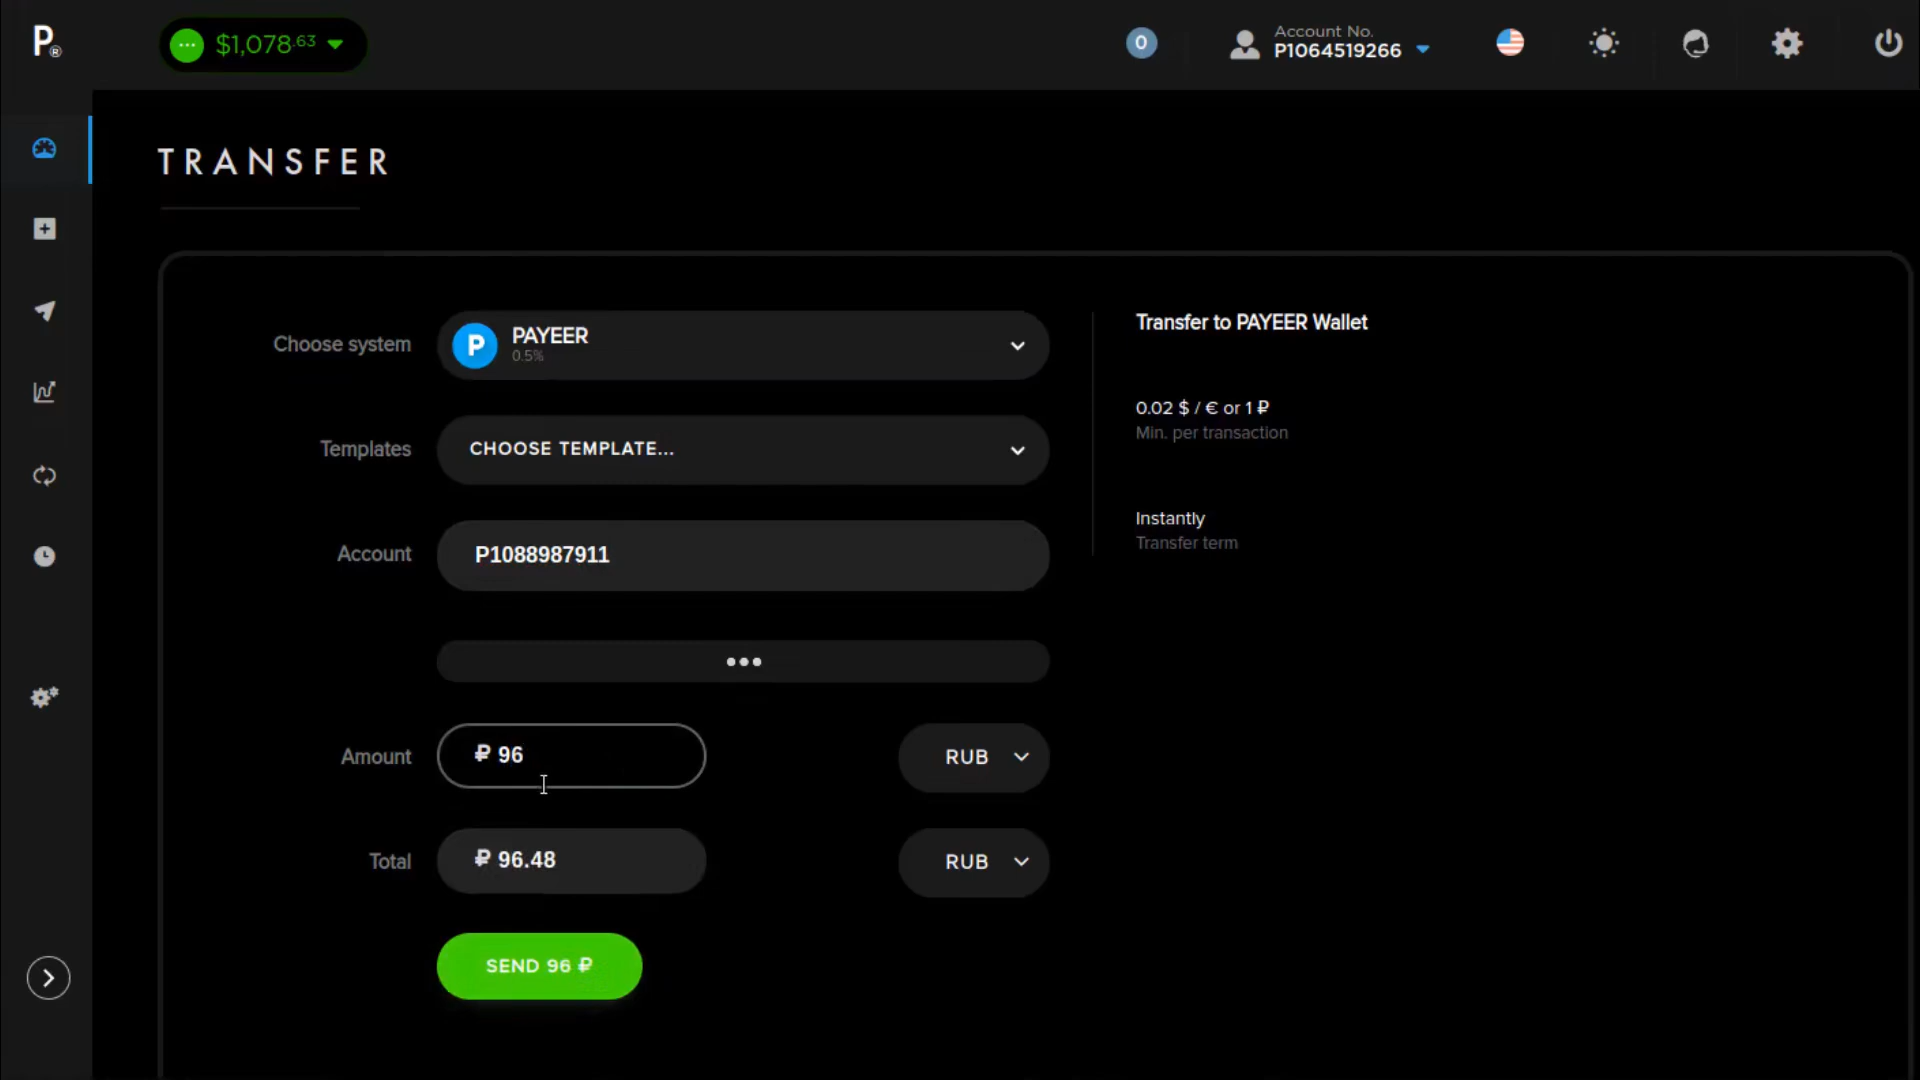 P®
$1,078.63
0
Account No.
P1064519266
TRANSFER
Choose system
P
PAYEER
0.5%
Templates
CHOOSE TEMPLATE...
Account
P1088987911
Amount
₽ 96
RUB
Total
₽ 96.48
RUB
SEND 96 ₽
Transfer to PAYEER Wallet
0.02 $ / € or 1 ₽
Min. per transaction
Instantly
Transfer term